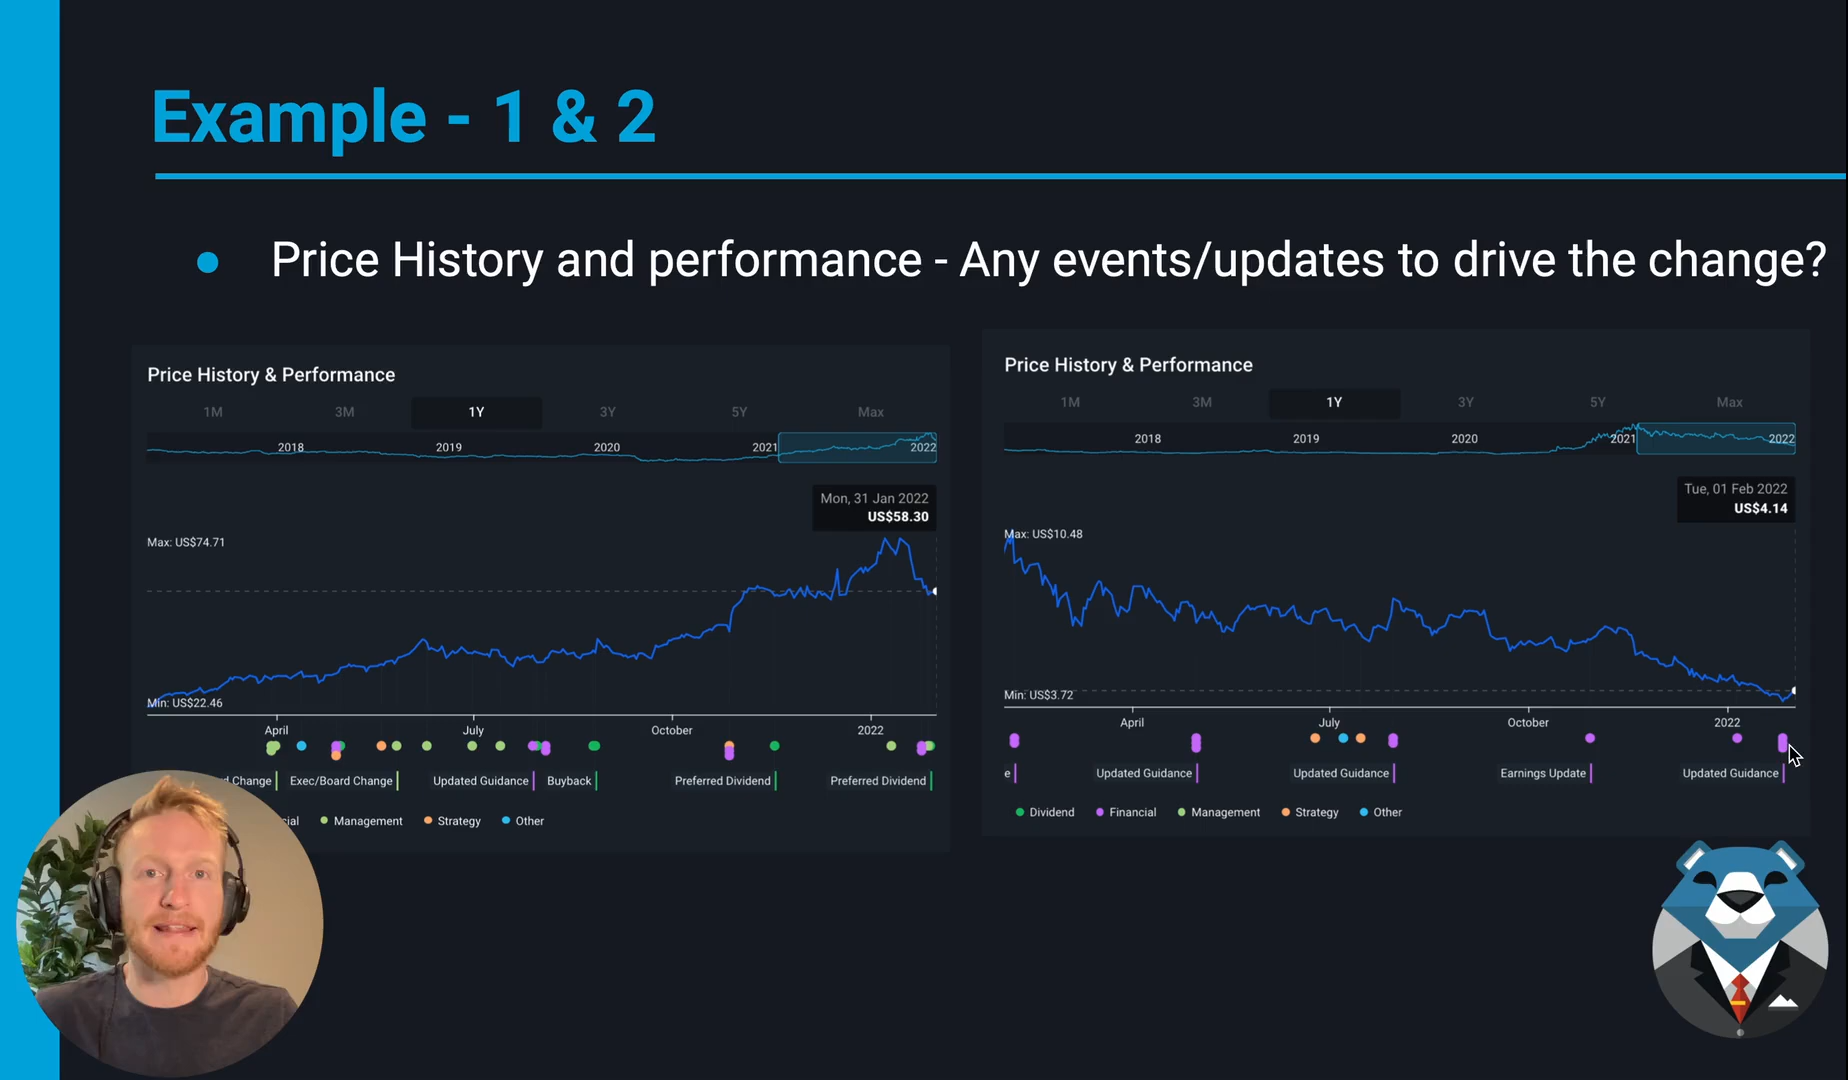 Example - 1 & 2
Price History and performance - Any events/updates to drive the change?
Price History & Performance
1M 3M 1Y 3Y 5Y Max
2018 2019 2020 2021 2022
Mon, 31 Jan 2022
US$58.30
Max: US$74.71
Min: US$22.46
April July October 2022
d Change Exec/Board Change Updated Guidance Buyback Preferred Dividend Preferred Dividend
cial Management Strategy Other
Price History & Performance
1M 3M 1Y 3Y 5Y Max
2018 2019 2020 2021 2022
Tue, 01 Feb 2022
US$4.14
Max: US$10.48
Min: US$3.72
April July October 2022
e Updated Guidance Updated Guidance Earnings Update Updated Guidance
Dividend Financial Management Strategy Other